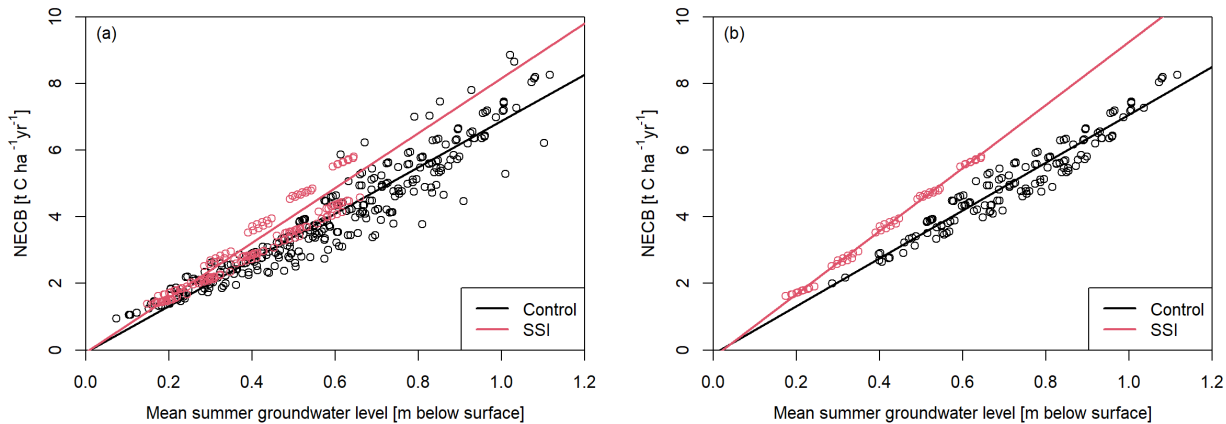 (a)
10
8
6
4
2
0
NECB [t C ha⁻¹yr⁻¹]
0.0 0.2 0.4 0.6 0.8 1.0 1.2
Mean summer groundwater level [m below surface]
Control
SSI
(b)
10
8
6
4
2
0
NECB [t C ha⁻¹yr⁻¹]
0.0 0.2 0.4 0.6 0.8 1.0 1.2
Mean summer groundwater level [m below surface]
Control
SSI